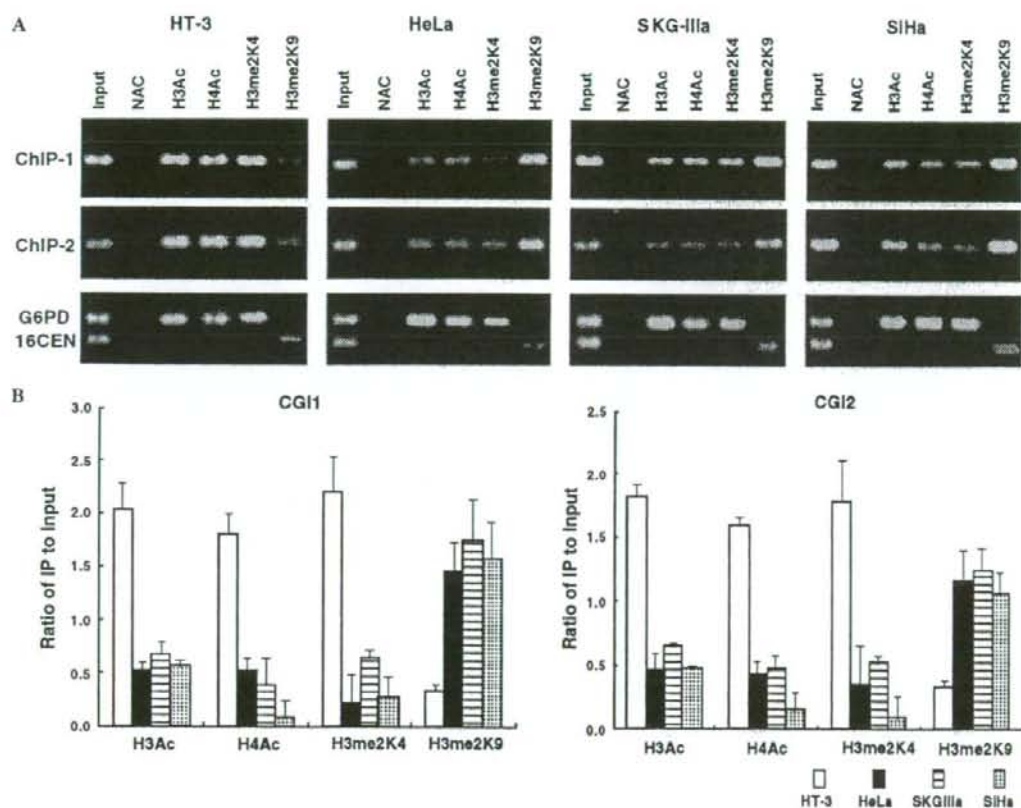 A
HT-3 HeLa SKG-IIIa SiHa
Input NAC H3Ac H4Ac H3me2K4 H3me2K9 Input NAC H3Ac H4Ac H3me2K4 H3me2K9 Input NAC H3Ac H4Ac H3me2K4 H3me2K9 Input NAC H3Ac H4Ac H3me2K4 H3me2K9
ChIP-1
ChIP-2
G6PD
16CEN
B
CGI1
Ratio of IP to Input
3.0
2.5
2.0
1.5
1.0
0.5
0.0
H3Ac H4Ac H3me2K4 H3me2K9
CGI2
Ratio of IP to Input
2.5
2.0
1.5
1.0
0.5
0.0
H3Ac H4Ac H3me2K4 H3me2K9
HT-3 HeLa SKGIIIa SiHa